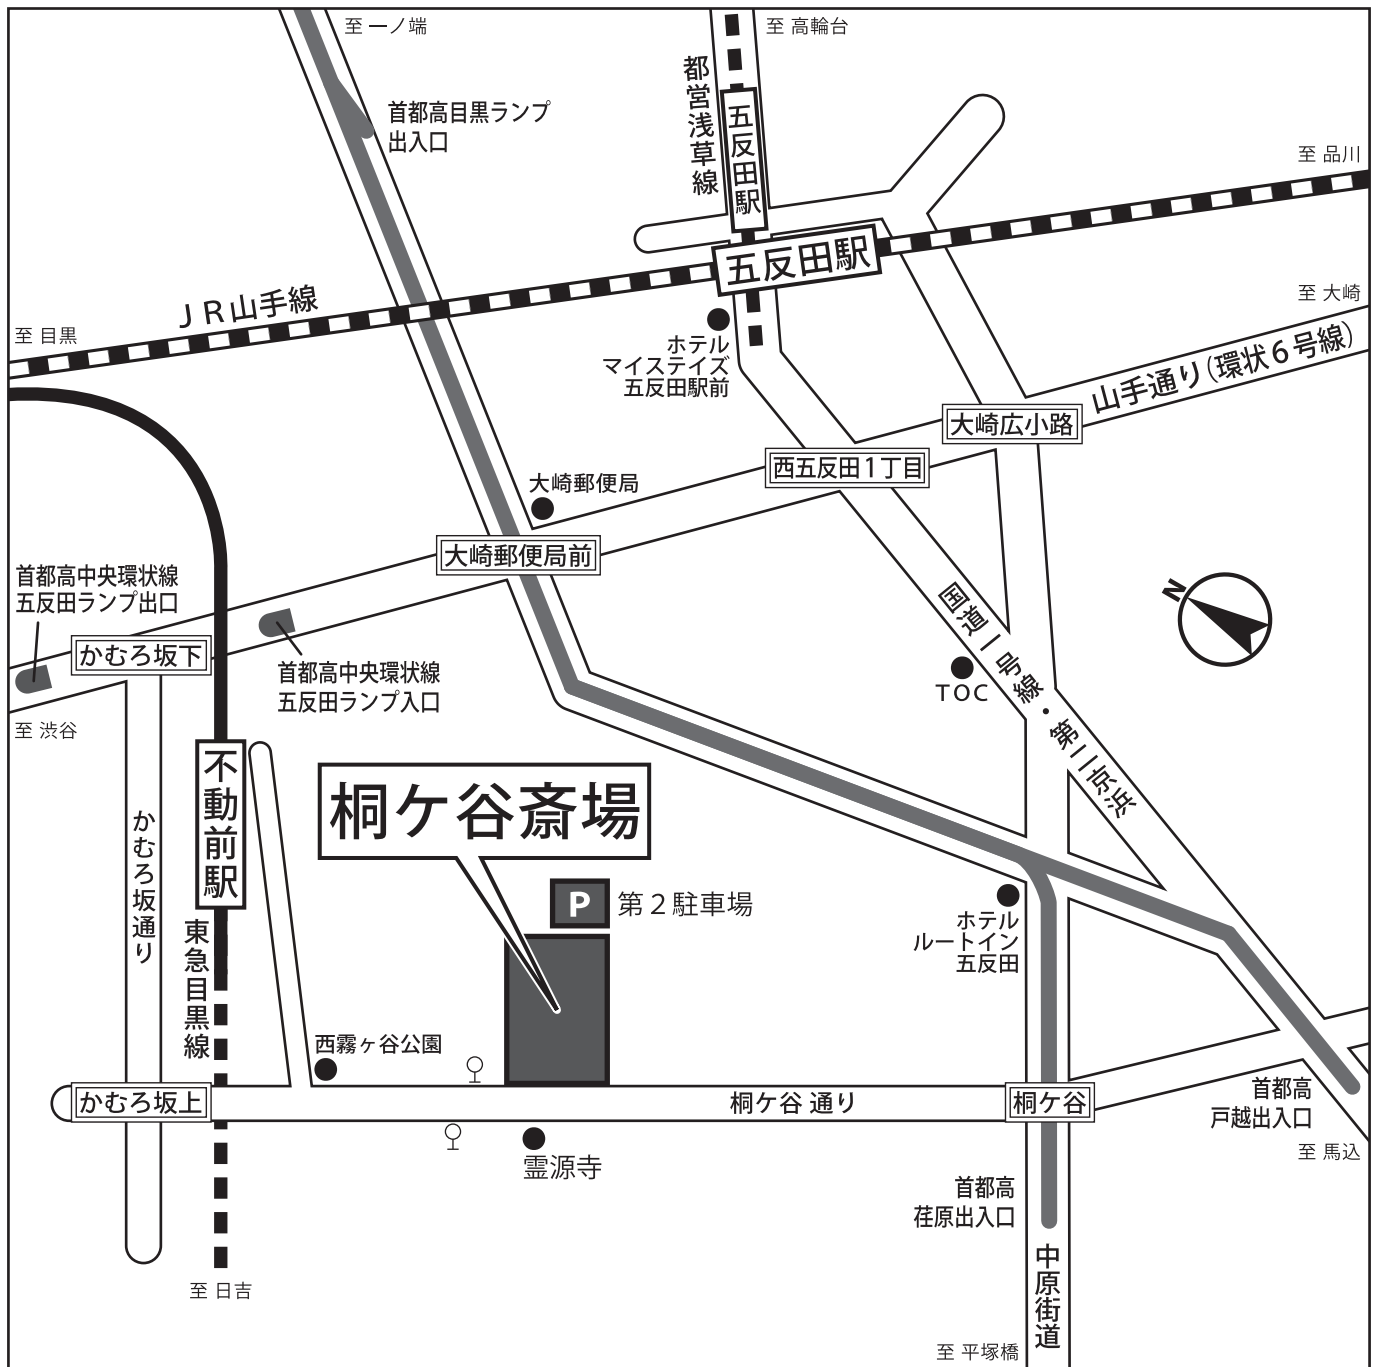 至 一ノ端
至 高輪台
都営浅草線
首都高目黒ランプ
出入口
五反田駅
至 品川
五反田駅
JR山手線
至 目黒
至 大崎
ホテル
マイステイズ
五反田駅前
山手通り(環状6号線)
大崎広小路
西五反田1丁目
大崎郵便局
大崎郵便局前
首都高中央環状線
五反田ランプ出口
かむろ坂下
首都高中央環状線
五反田ランプ入口
至 渋谷
N
国道一号線・第二京浜
TOC
不動前駅
桐ケ谷斎場
P
第2駐車場
かむろ坂通り
東急目黒線
ホテル
ルートイン
五反田
西霧ヶ谷公園
かむろ坂上
桐ケ谷 通り
桐ケ谷
首都高
戸越出入口
至 馬込
霊源寺
首都高
荏原出入口
中原街道
至 日吉
至 平塚橋